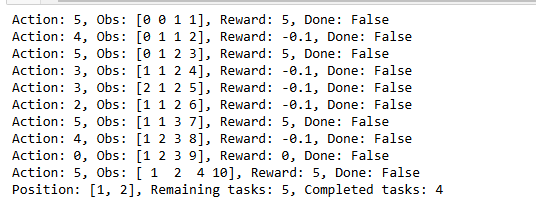 Action: 5, Obs: [0 0 1 1], Reward: 5, Done: False
Action: 4, Obs: [0 1 1 2], Reward: -0.1, Done: False
Action: 5, Obs: [0 1 2 3], Reward: 5, Done: False
Action: 3, Obs: [1 1 2 4], Reward: -0.1, Done: False
Action: 3, Obs: [2 1 2 5], Reward: -0.1, Done: False
Action: 2, Obs: [1 1 2 6], Reward: -0.1, Done: False
Action: 5, Obs: [1 1 3 7], Reward: 5, Done: False
Action: 4, Obs: [1 2 3 8], Reward: -0.1, Done: False
Action: 0, Obs: [1 2 3 9], Reward: 0, Done: False
Action: 5, Obs: [ 1  2  4 10], Reward: 5, Done: False
Position: [1, 2], Remaining tasks: 5, Completed tasks: 4